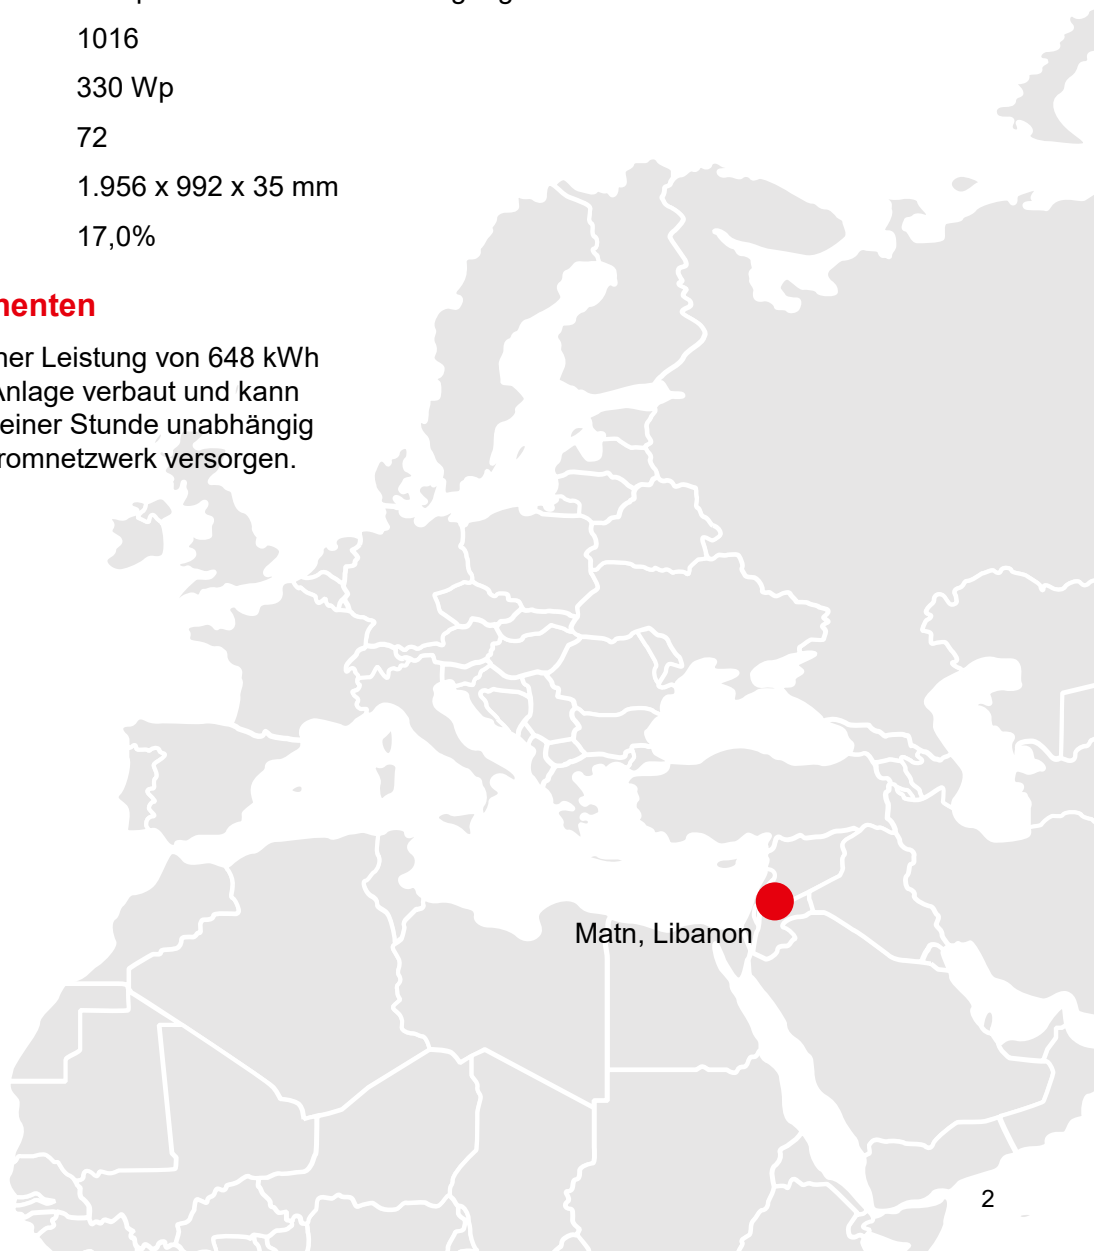 1016
330 Wp
72
1.956 x 992 x 35 mm
17,0%
nenten
ner Leistung von 648 kWh
Anlage verbaut und kann
einer Stunde unabhängig
romnetzwerk versorgen.
Matn, Libanon
2